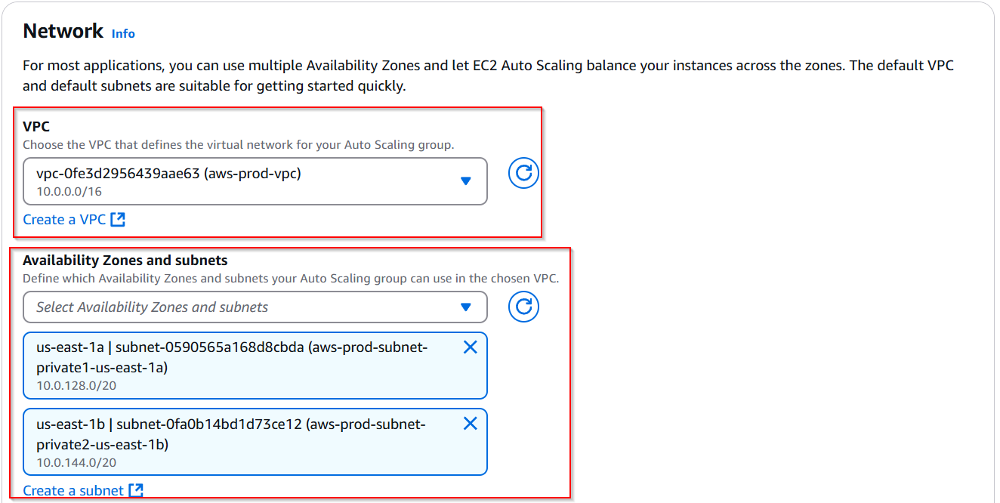 Network Info
For most applications, you can use multiple Availability Zones and let EC2 Auto Scaling balance your instances across the zones. The default VPC
and default subnets are suitable for getting started quickly.
VPC
Choose the VPC that defines the virtual network for your Auto Scaling group.
vpc-0fe3d2956439aae63 (aws-prod-vpc)
10.0.0.0/16
Create a VPC
Availability Zones and subnets
Define which Availability Zones and subnets your Auto Scaling group can use in the chosen VPC.
Select Availability Zones and subnets
us-east-1a | subnet-0590565a168d8cbda (aws-prod-subnet-
private1-us-east-1a)
10.0.128.0/20
us-east-1b | subnet-0fa0b14bd1d73ce12 (aws-prod-subnet-
private2-us-east-1b)
10.0.144.0/20
Create a subnet